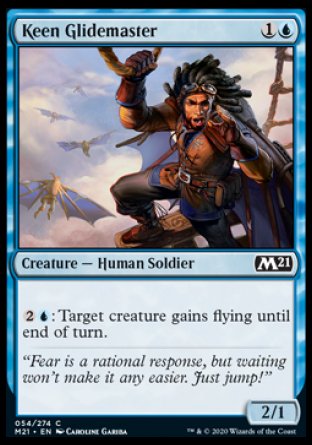 Keen Glidemaster 1
Creature — Human Soldier M21
2 : Target creature gains flying until
end of turn.
"Fear is a rational response, but waiting
won't make it any easier. Just jump!"
2/1
054/274 C
M21 • EN CAROLINE GARIBA ™ & © 2020 Wizards of the Coast